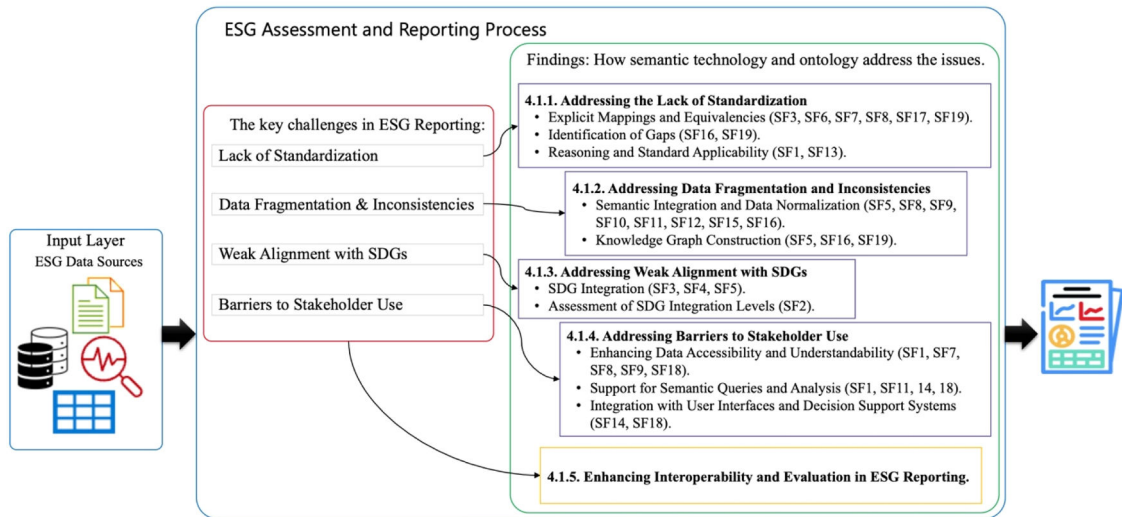 ESG Assessment and Reporting Process
Findings: How semantic technology and ontology address the issues.
The key challenges in ESG Reporting:
Lack of Standardization
Data Fragmentation & Inconsistencies
Weak Alignment with SDGs
Barriers to Stakeholder Use
Input Layer
ESG Data Sources
4.1.1. Addressing the Lack of Standardization
• Explicit Mappings and Equivalencies (SF3, SF6, SF7, SF8, SF17, SF19).
• Identification of Gaps (SF16, SF19).
• Reasoning and Standard Applicability (SF1, SF13).
4.1.2. Addressing Data Fragmentation and Inconsistencies
• Semantic Integration and Data Normalization (SF5, SF8, SF9,
SF10, SF11, SF12, SF15, SF16).
• Knowledge Graph Construction (SF5, SF16, SF19).
4.1.3. Addressing Weak Alignment with SDGs
• SDG Integration (SF3, SF4, SF5).
• Assessment of SDG Integration Levels (SF2).
4.1.4. Addressing Barriers to Stakeholder Use
• Enhancing Data Accessibility and Understandability (SF1, SF7,
SF8, SF9, SF18).
• Support for Semantic Queries and Analysis (SF1, SF11, 14, 18).
• Integration with User Interfaces and Decision Support Systems
(SF14, SF18).
4.1.5. Enhancing Interoperability and Evaluation in ESG Reporting.